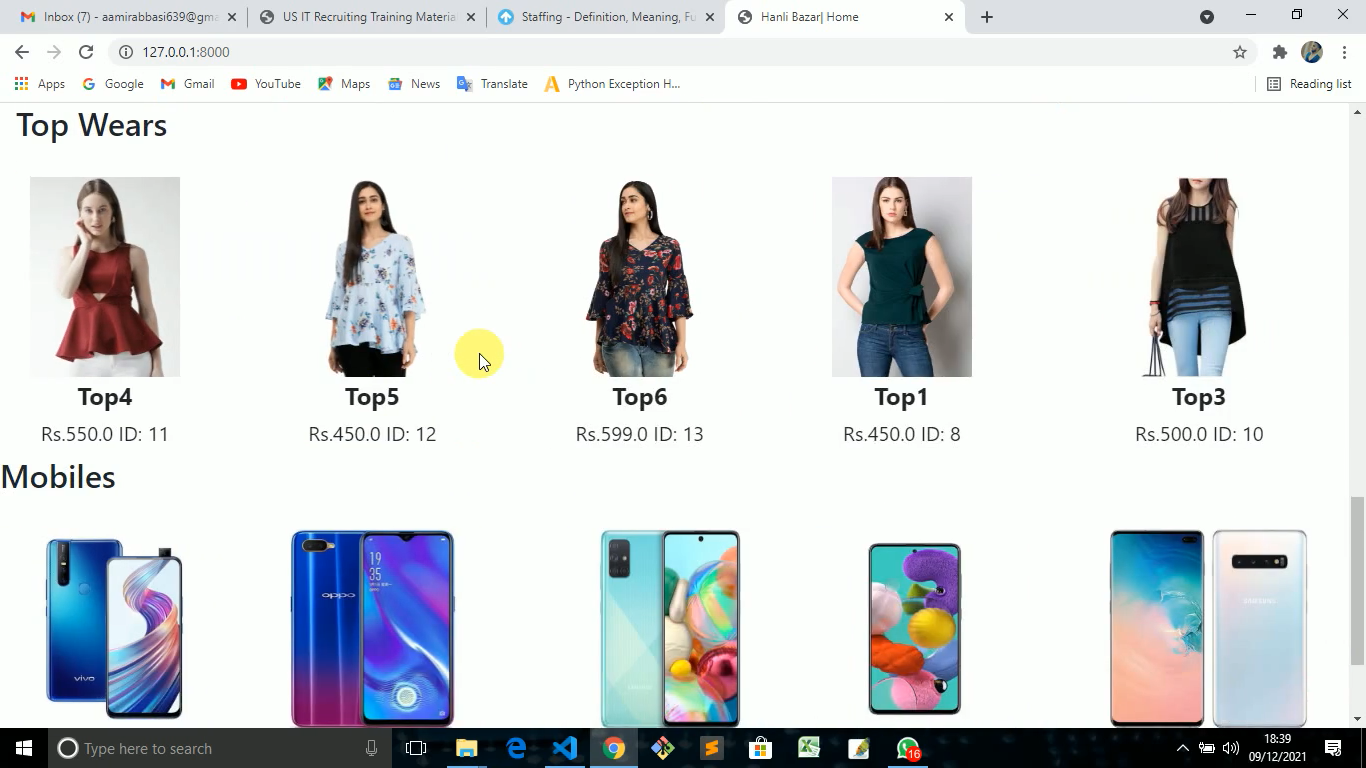 Inbox (7) - aamirabbasi639@gma
US IT Recruiting Training Materia
Staffing - Definition, Meaning, Fu
Hanli Bazar| Home
127.0.0.1:8000
Apps
Google
Gmail
YouTube
Maps
News
Translate
Python Exception H...
Reading list
Top Wears
Top4
Top5
Top6
Top1
Top3
Rs.550.0 ID: 11
Rs.450.0 ID: 12
Rs.599.0 ID: 13
Rs.450.0 ID: 8
Rs.500.0 ID: 10
Mobiles
vivo
19
35
oppo
SAMSUNG
Type here to search
16
18:39
09/12/2021